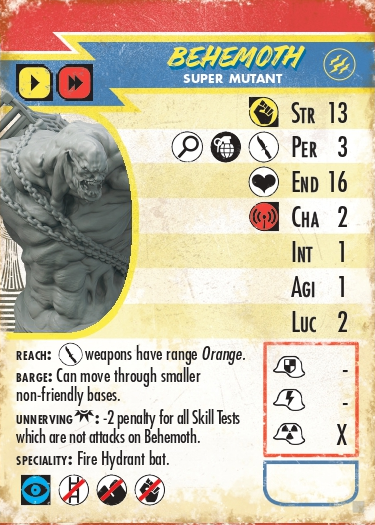 BEHEMOTH
SUPER MUTANT
STR 13
PER 3
END 16
CHA 2
INT 1
AGI 1
LUC 2
REACH: weapons have range Orange.
BARGE: Can move through smaller
non-friendly bases.
UNNERVING : -2 penalty for all Skill Tests
which are not attacks on Behemoth.
SPECIALITY: Fire Hydrant bat.
-
-
X